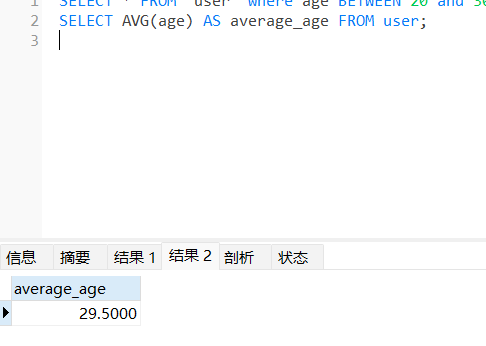 1 SELECT * FROM `user` where age BETWEEN 20 and 30
2 SELECT AVG(age) AS average_age FROM user;
3
信息 摘要 结果 1 结果 2 剖析 状态
average_age
29.5000